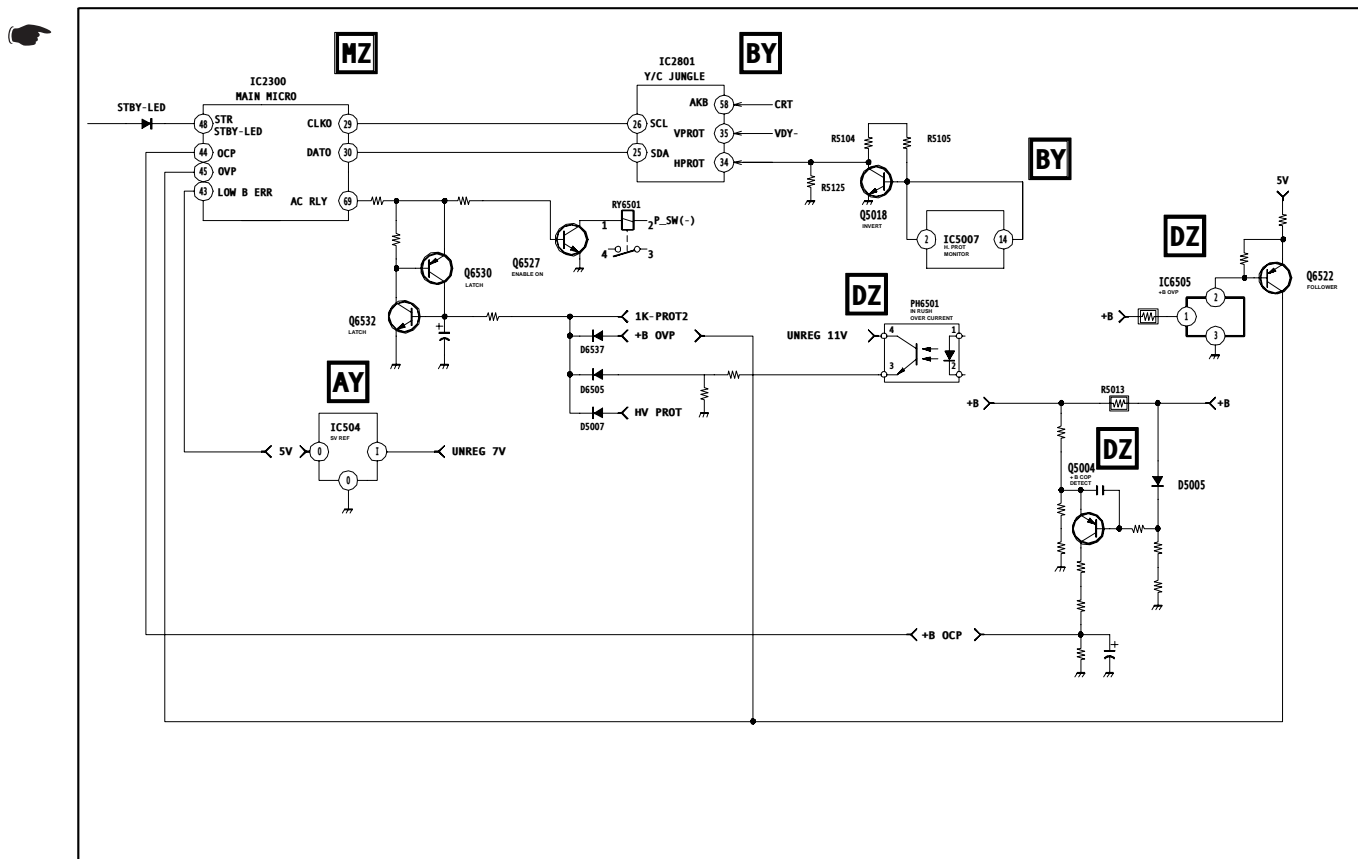 MZ
IC2300
MAIN MICRO
STBY-LED
48
STR
STBY-LED
44
OCP
45
OVP
43
LOW B ERR
CLKO
29
DATO
30
AC RLY
69
IC2801
Y/C JUNGLE
BY
26
SCL
25
SDA
AKB
58
CRT
VPROT
35
VDY-
HPROT
34
R5104
R5105
R5125
Q5018
INVERT
BY
2
IC5007
H. PROT
MONITOR
14
RY6501
1
2
P_SW(-)
4
3
Q6527
ENABLE ON
Q6530
LATCH
Q6532
LATCH
+
1K-PROT2
+B OVP
D6537
D6505
HV PROT
D5007
DZ
PH6501
IN RUSH
OVER CURRENT
UNREG 11V
4
1
3
2
5V
DZ
IC6505
+B OVP
2
1
3
+B
Q6522
FOLLOWER
AY
IC504
5V REF
5V
O
I
UNREG 7V
O
+B
R5013
+B
DZ
Q5004
+ B COP
DETECT
D5005
+B OCP
+